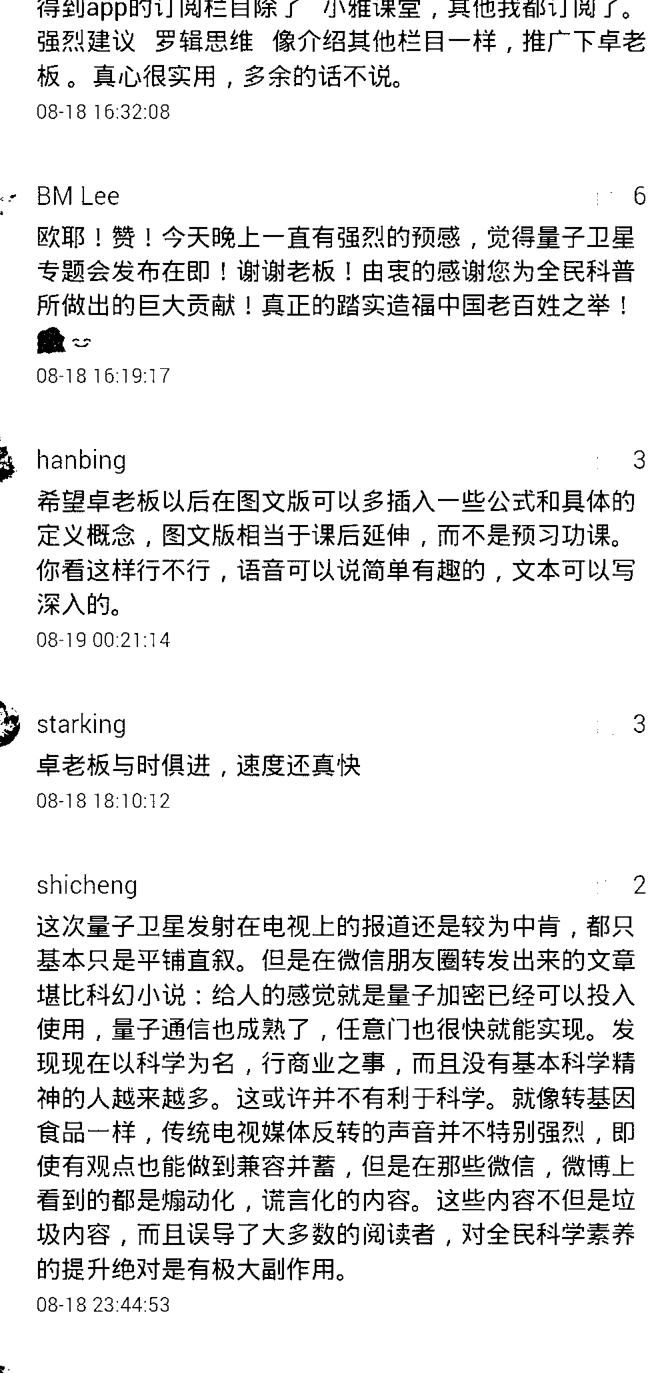 得到app的订阅栏目除了 小雅课堂，其他我都订阅了。
强烈建议 罗辑思维 像介绍其他栏目一样，推广下卓老
板。真心很实用，多余的话不说。
08-18 16:32:08
BM Lee 6
欧耶！赞！今天晚上一直有强烈的预感，觉得量子卫星
专题会发布在即！谢谢老板！由衷的感谢您为全民科普
所做出的巨大贡献！真正的踏实造福中国老百姓之举！
08-18 16:19:17
hanbing 3
希望卓老板以后在图文版可以多插入一些公式和具体的
定义概念，图文版相当于课后延伸，而不是预习功课。
你看这样行不行，语音可以说简单有趣的，文本可以写
深入的。
08-19 00:21:14
starking 3
卓老板与时俱进，速度还真快
08-18 18:10:12
shicheng 2
这次量子卫星发射在电视上的报道还是较为中肯，都只
基本只是平铺直叙。但是在微信朋友圈转发出来的文章
堪比科幻小说：给人的感觉就是量子加密已经可以投入
使用，量子通信也成熟了，任意门也很快就能实现。发
现现在以科学为名，行商业之事，而且没有基本科学精
神的人越来越多。这或许并不有利于科学。就像转基因
食品一样，传统电视媒体反转的声音并不特别强烈，即
使有观点也能做到兼容并蓄，但是在那些微信，微博上
看到的都是煽动化，谎言化的内容。这些内容不但是垃
圾内容，而且误导了大多数的阅读者，对全民科学素养
的提升绝对是有极大副作用。
08-18 23:44:53